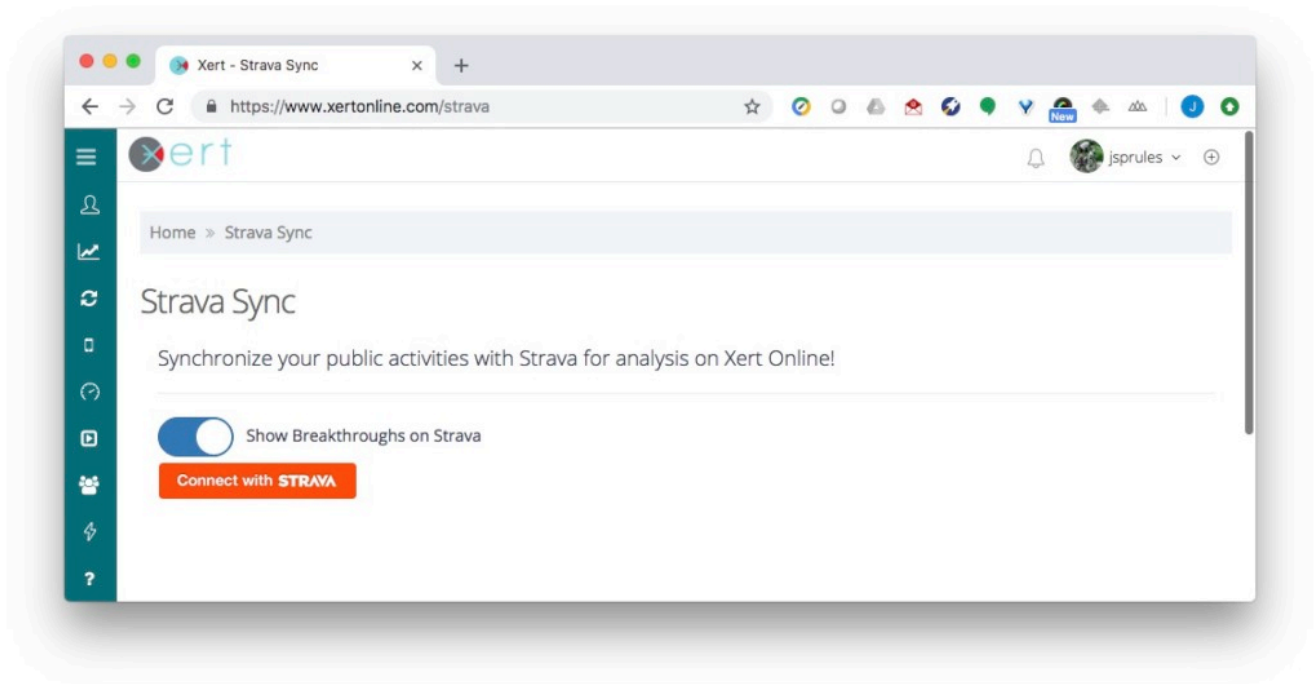 Xert - Strava Sync
https://www.xertonline.com/strava
New
J
xert
jsprules
Home » Strava Sync
Strava Sync
Synchronize your public activities with Strava for analysis on Xert Online!
Show Breakthroughs on Strava
Connect with STRAVA
?